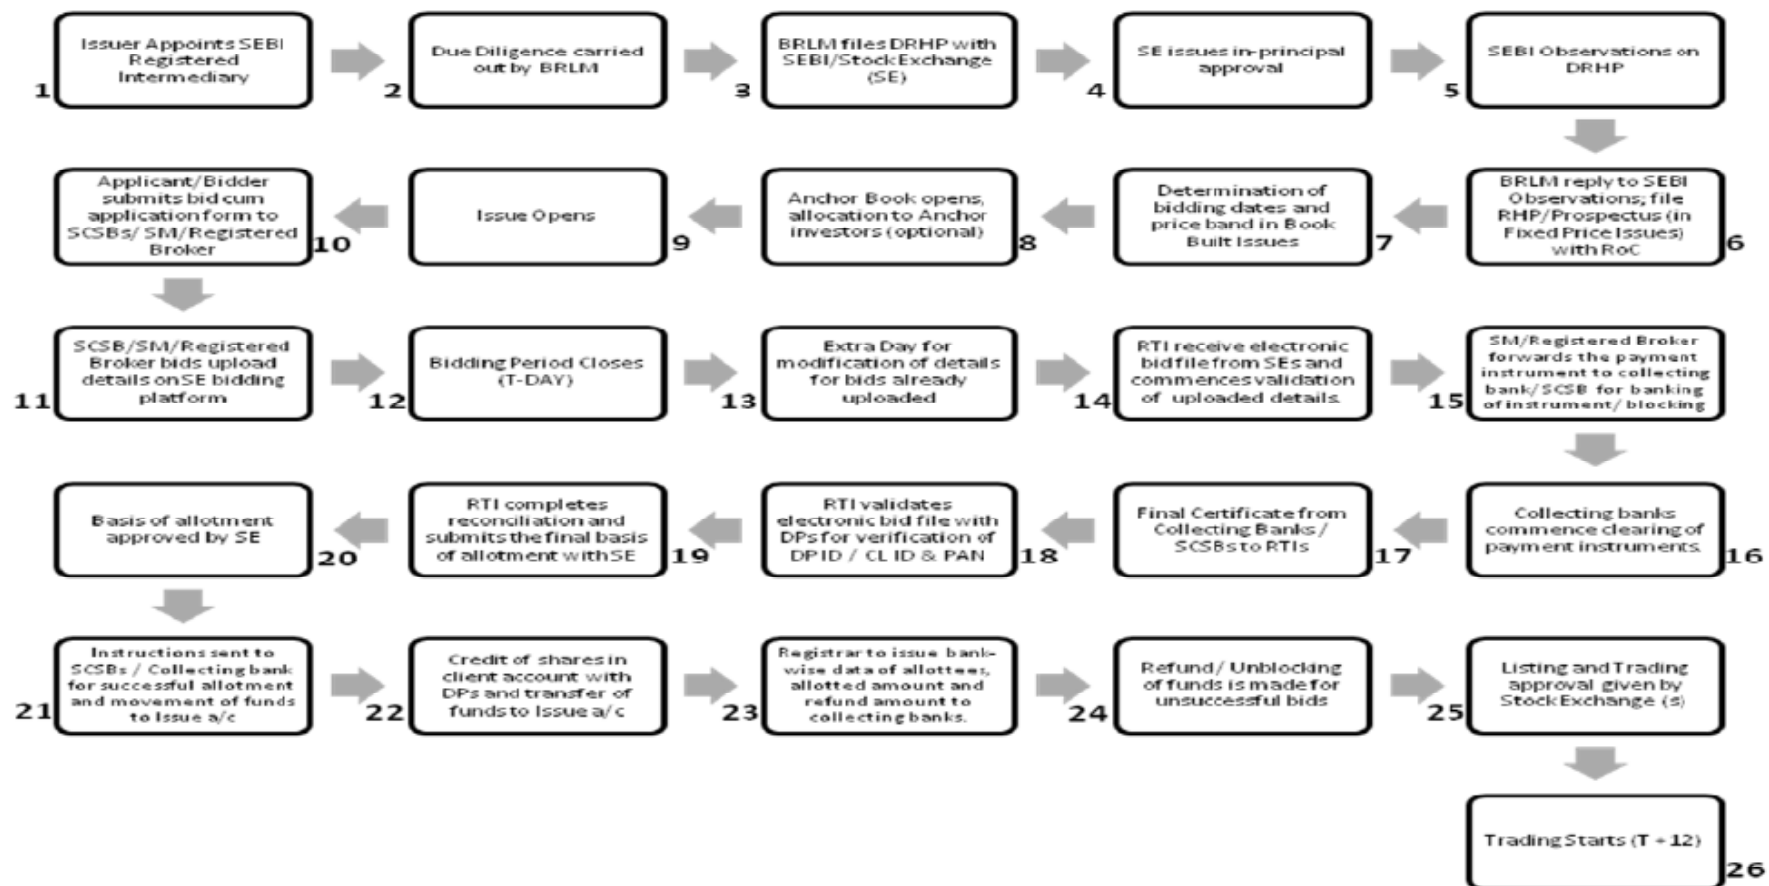 Issuer Appoints SEBI
Registered
Intermediary
1
Due Diligence carried
out by BRLM
2
BRLM files DRHP with
SEBI/Stock Exchange
(SE)
3
SE issues in-principal
approval
4
SEBI Observations on
DRHP
5
BRLM reply to SEBI
Observations; file
RHP/Prospectus (in
Fixed Price Issues)
with RoC
6
Determination of
bidding dates and
price band in Book
Built Issues
7
Anchor Book opens,
allocation to Anchor
investors (optional)
8
Issue Opens
9
Applicant/Bidder
submits bid cum
application form to
SCSBs/ SM/Registered
Broker
10
SCSB/SM/Registered
Broker bids upload
details on SE bidding
platform
11
Bidding Period Closes
(T-DAY)
12
Extra Day for
modification of details
for bids already
uploaded
13
RTI receive electronic
bid file from SEs and
commences validation
of uploaded details.
14
SM/Registered Broker
forwards the payment
instrument to collecting
bank/SCSB for banking
of instrument/ blocking
15
Collecting banks
commence clearing of
payment instruments.
16
Final Certificate from
Collecting Banks /
SCSBs to RTIs
17
RTI validates
electronic bid file with
DPs for verification of
DPID / CLID & PAN
18
RTI completes
reconciliation and
submits the final basis
of allotment with SE
19
Basis of allotment
approved by SE
20
Instructions sent to
SCSBs / Collecting bank
for successful allotment
and movement of funds
to Issue a/c
21
Credit of shares in
client account with
DPs and transfer of
funds to Issue a/c
22
Registrar to issue bank-
wise data of allottees,
allotted amount and
refund amount to
collecting banks.
23
Refund/ Unblocking
of funds is made for
unsuccessful bids
24
Listing and Trading
approval given by
Stock Exchange (s)
25
Trading Starts (T + 12)
26